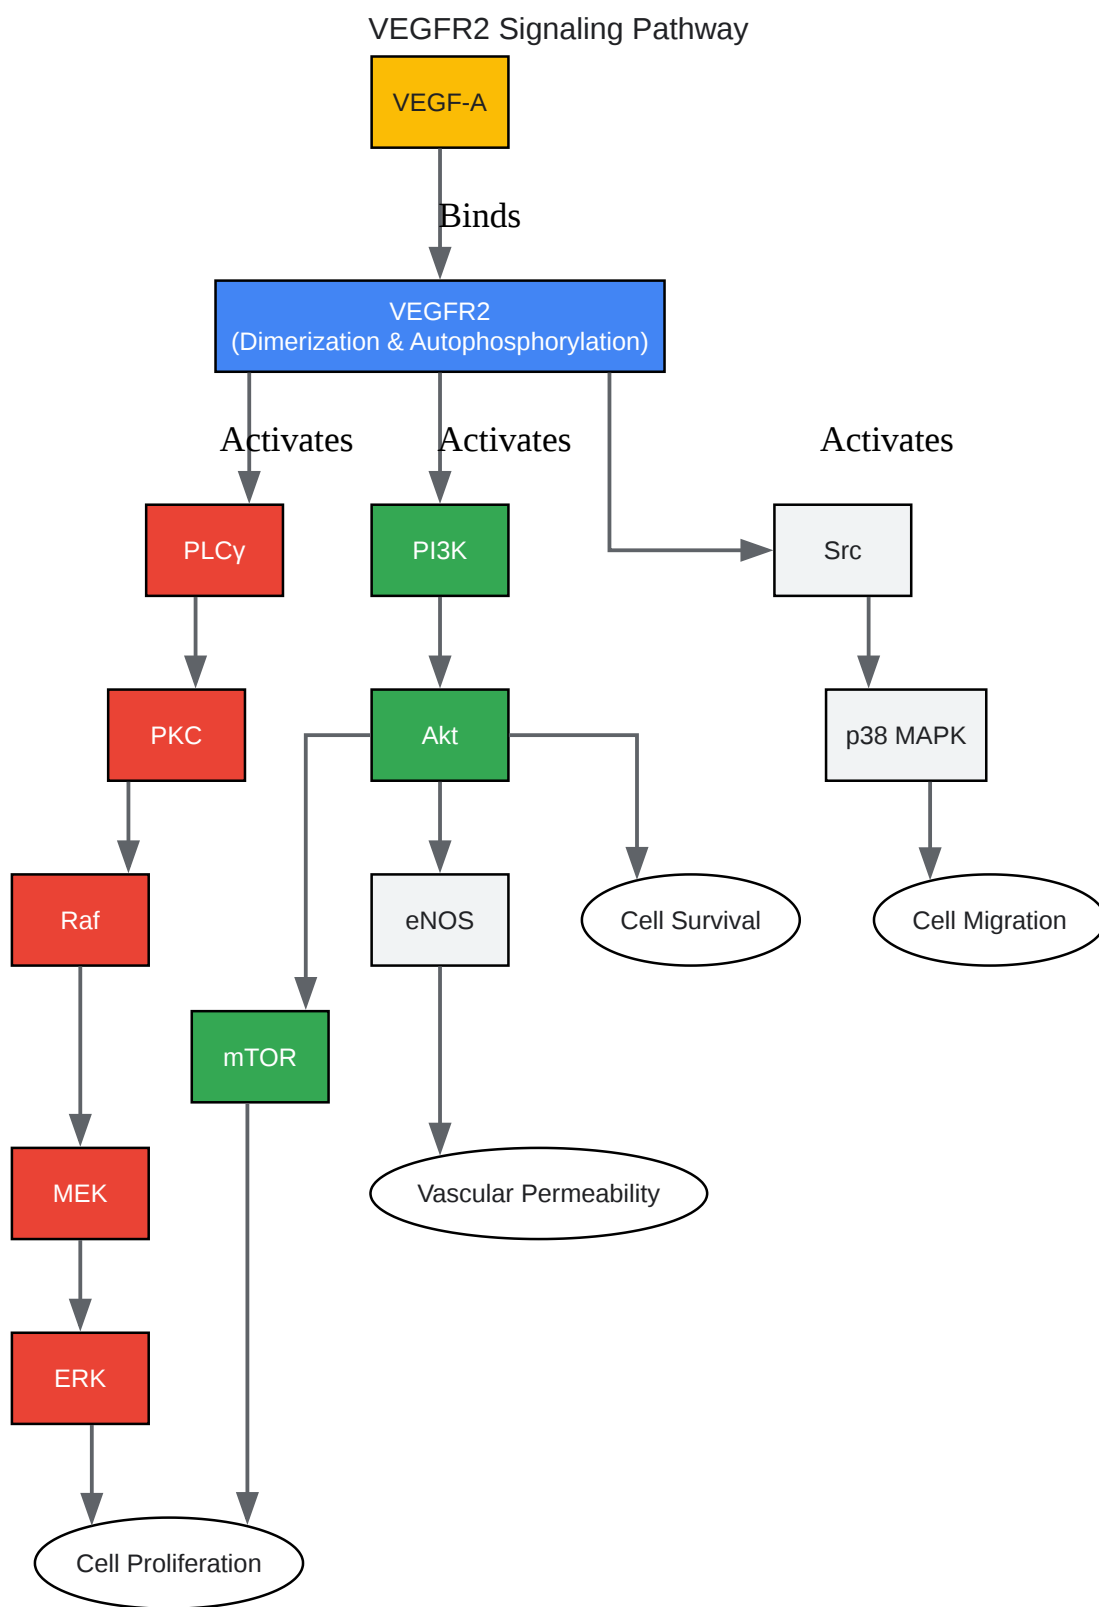 VEGFR2 Signaling Pathway
VEGF-A
Binds
VEGFR2
(Dimerization & Autophosphorylation)
Activates
Activates
Activates
PLCγ
PI3K
Src
PKC
Akt
p38 MAPK
Raf
eNOS
Cell Survival
Cell Migration
mTOR
MEK
Vascular Permeability
ERK
Cell Proliferation